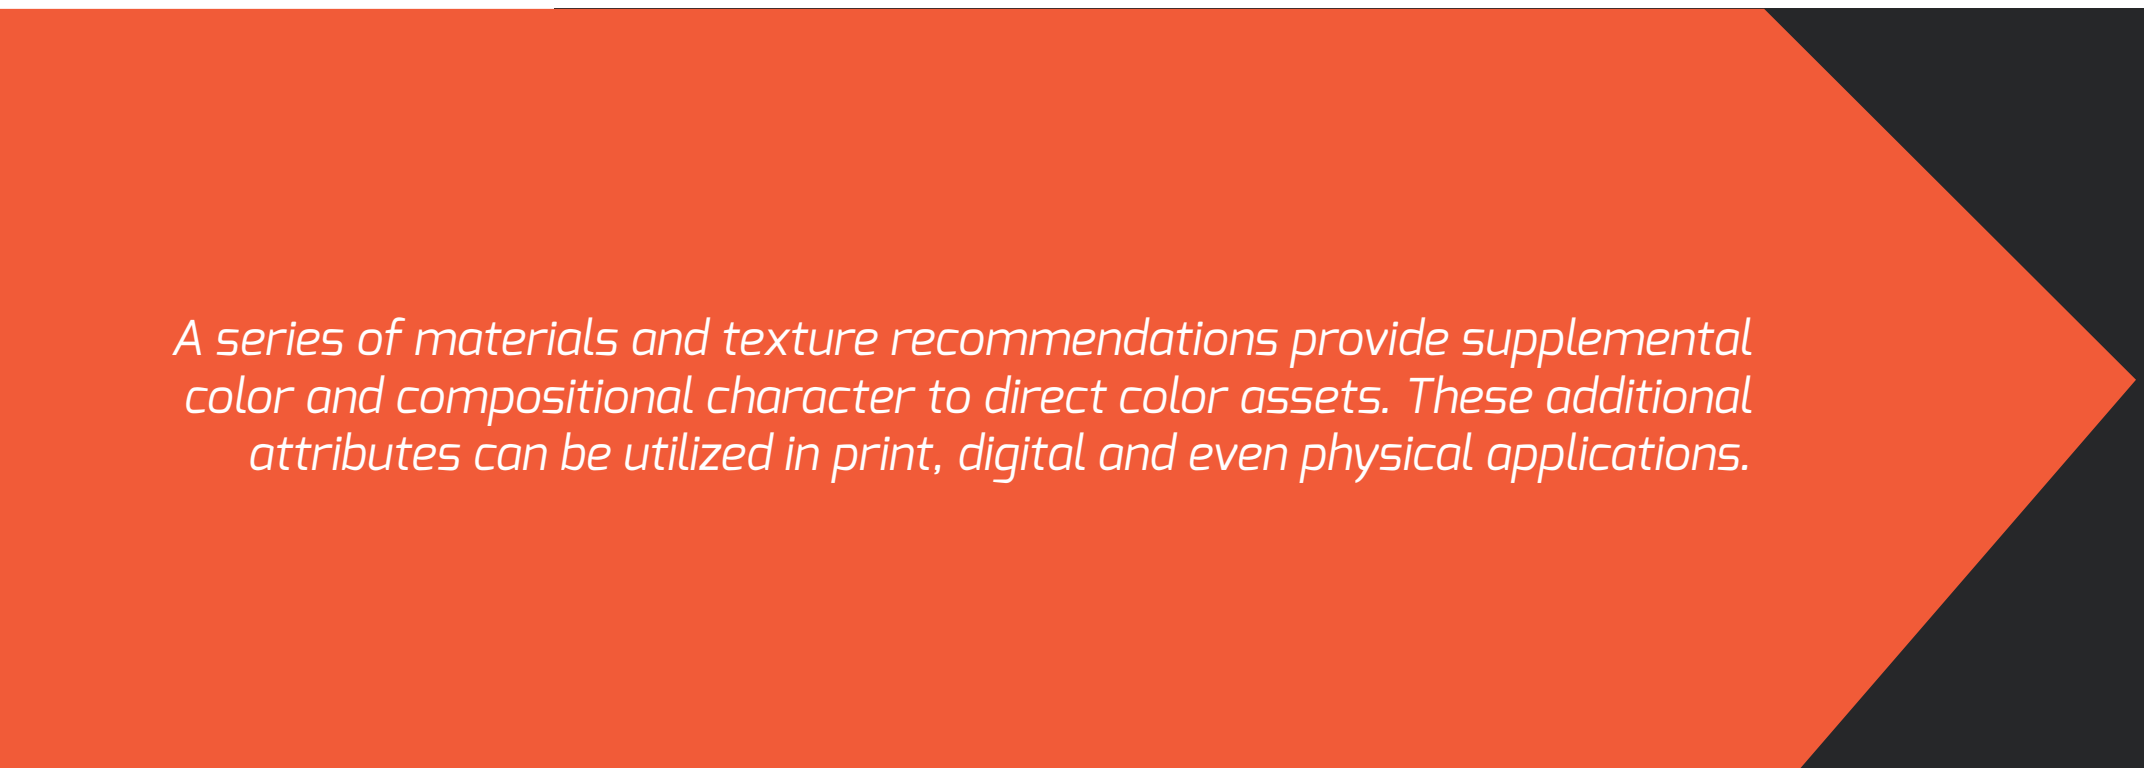 A series of materials and texture recommendations provide supplemental
color and compositional character to direct color assets. These additional
attributes can be utilized in print, digital and even physical applications.